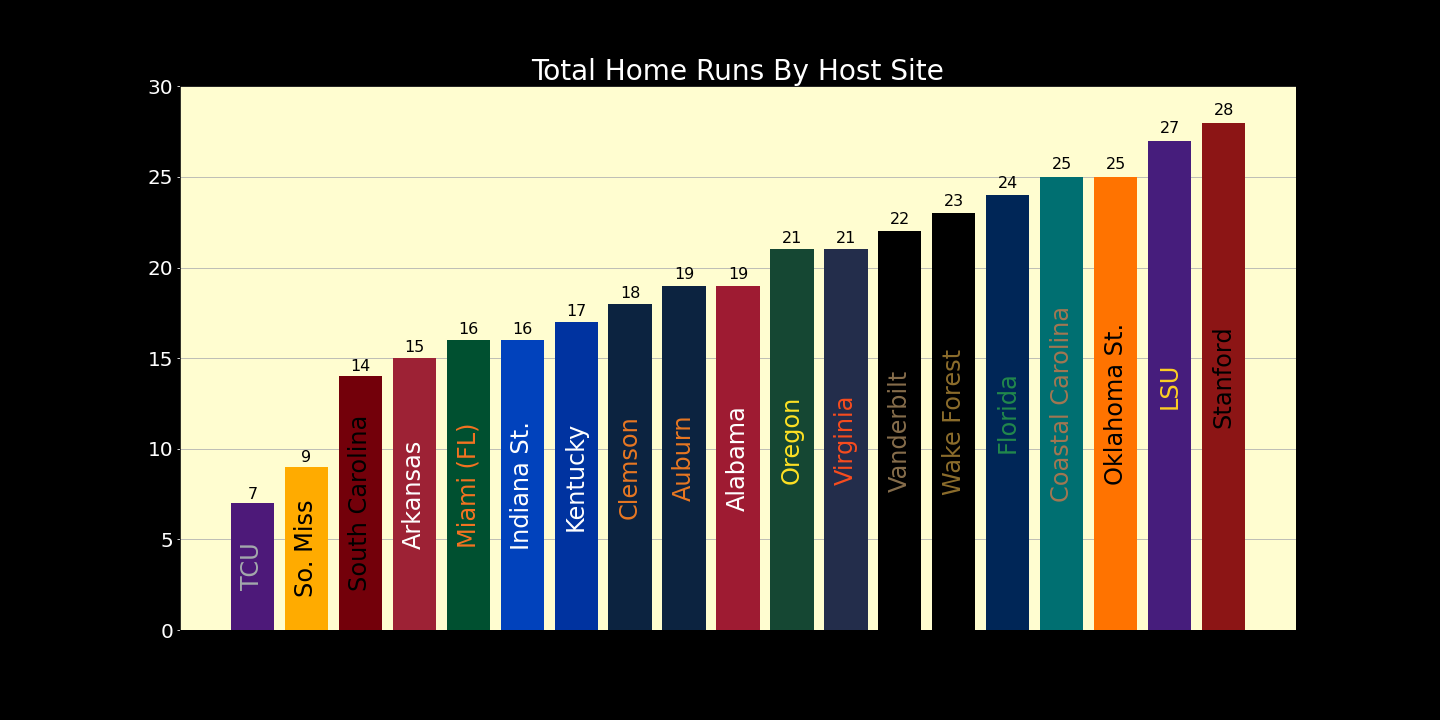 Total Home Runs By Host Site
30
25
20
15
10
5
0
7
9
14
15
16
16
17
18
19
19
21
21
22
23
24
25
25
27
28
TCU
So. Miss
South Carolina
Arkansas
Miami (FL)
Indiana St.
Kentucky
Clemson
Auburn
Alabama
Oregon
Virginia
Vanderbilt
Wake Forest
Florida
Coastal Carolina
Oklahoma St.
LSU
Stanford